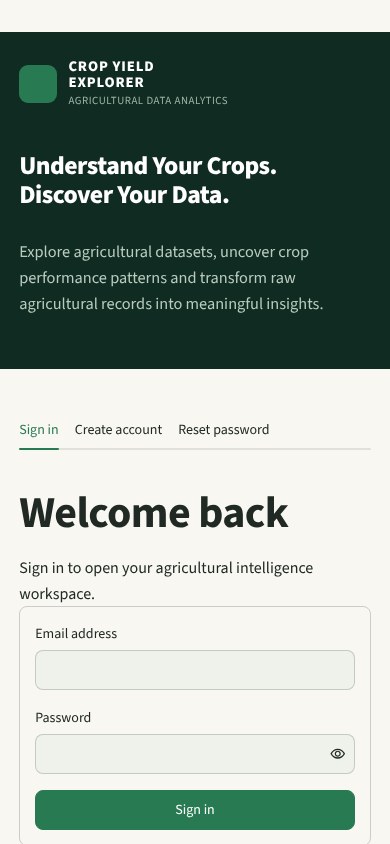 CROP YIELD
EXPLORER
AGRICULTURAL DATA ANALYTICS
Understand Your Crops.
Discover Your Data.
Explore agricultural datasets, uncover crop
performance patterns and transform raw
agricultural records into meaningful insights.
Sign in Create account Reset password
Welcome back
Sign in to open your agricultural intelligence
workspace.
Email address
Password
Sign in